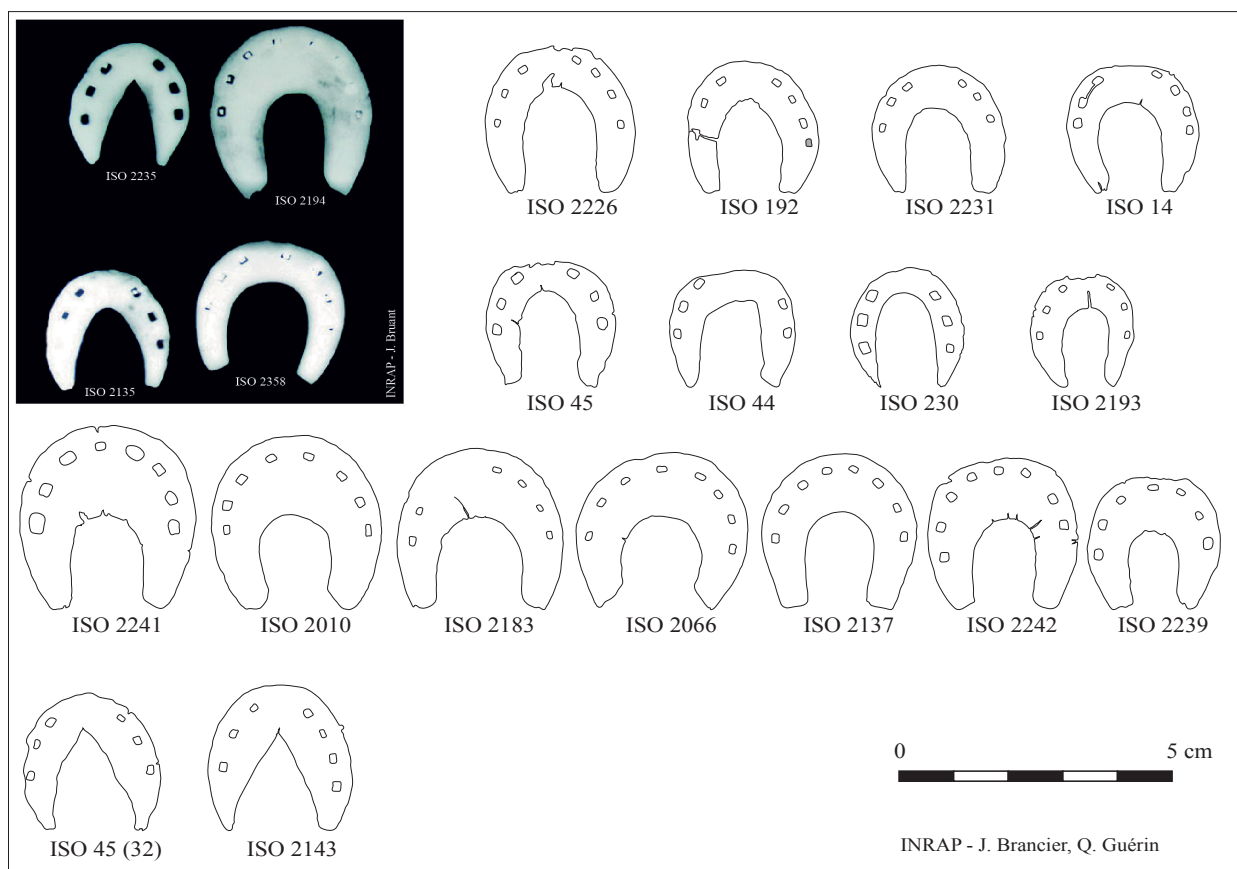 ISO 2235
ISO 2194
ISO 2135
ISO 2358
INRAP - J. Bruant
ISO 2226
ISO 192
ISO 2231
ISO 14
ISO 45
ISO 44
ISO 230
ISO 2193
ISO 2241
ISO 2010
ISO 2183
ISO 2066
ISO 2137
ISO 2242
ISO 2239
ISO 45 (32)
ISO 2143
0 5 cm
INRAP - J. Brancier, Q. Guérin